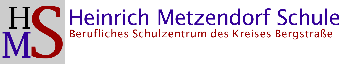 HMS
Heinrich Metzendorf Schule
Berufliches Schulzentrum des Kreises Bergstraße